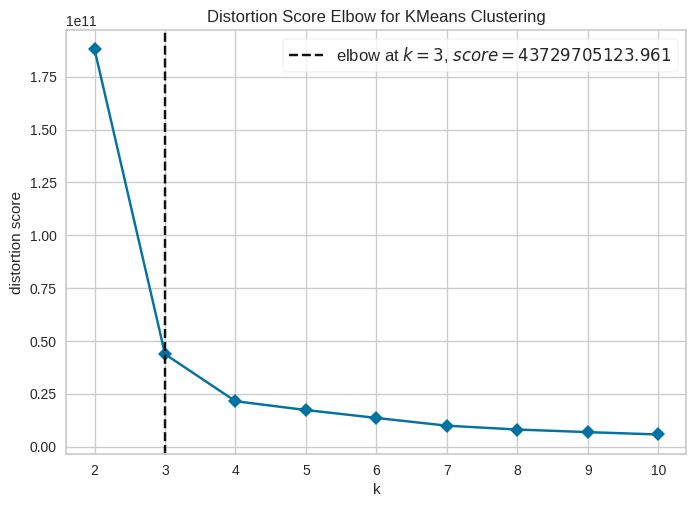 Distortion Score Elbow for KMeans Clustering
1e11
elbow at k = 3, score = 43729705123.961
1.75
1.50
1.25
1.00
0.75
0.50
0.25
0.00
distortion score
2 3 4 5 6 7 8 9 10
k